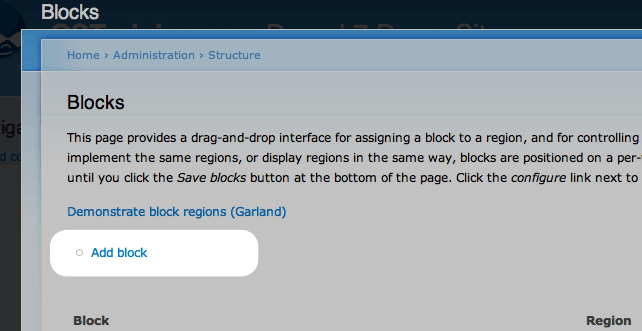 Blocks
Home › Administration › Structure
Blocks
This page provides a drag-and-drop interface for assigning a block to a region, and for controlling
implement the same regions, or display regions in the same way, blocks are positioned on a per-
until you click the Save blocks button at the bottom of the page. Click the configure link next to
Demonstrate block regions (Garland)
Add block
Block Region